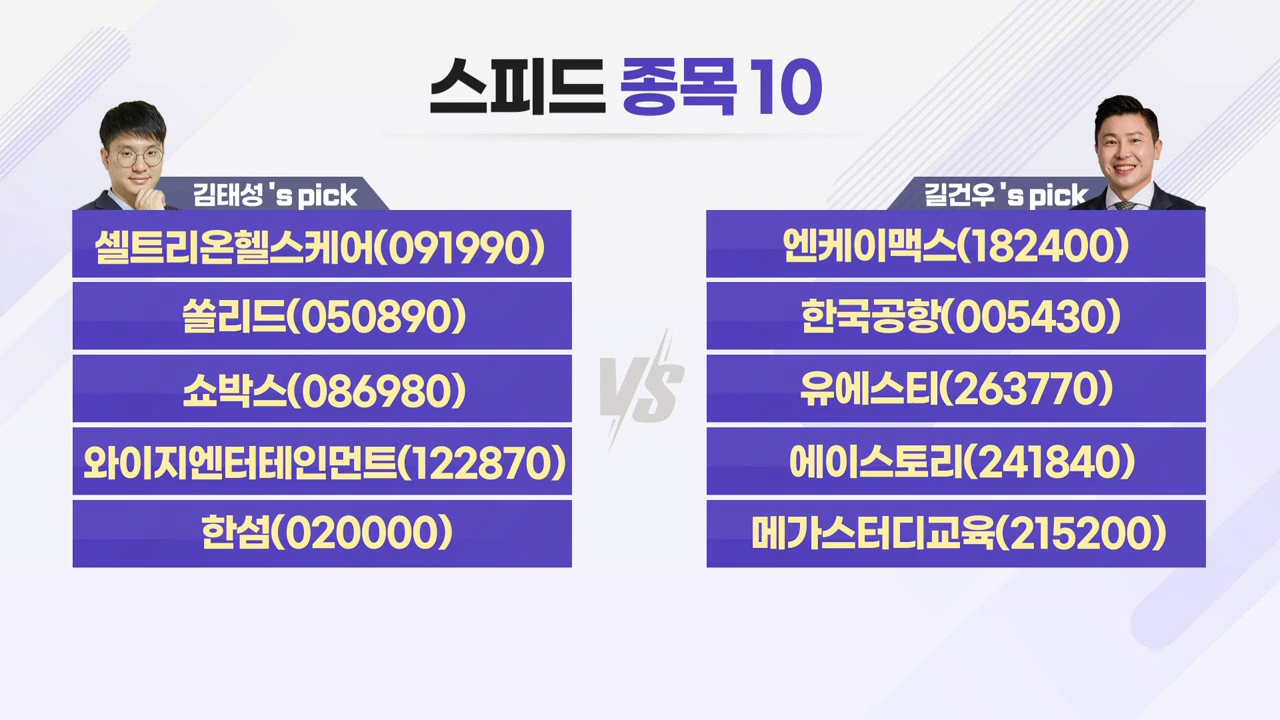 스피드 종목 10
김태성 's pick
셀트리온헬스케어(091990)
쏠리드(050890)
쇼박스(086980)
와이지엔터테인먼트(122870)
한섬(020000)
VS
길건우 's pick
엔케이맥스(182400)
한국공항(005430)
유에스티(263770)
에이스토리(241840)
메가스터디교육(215200)